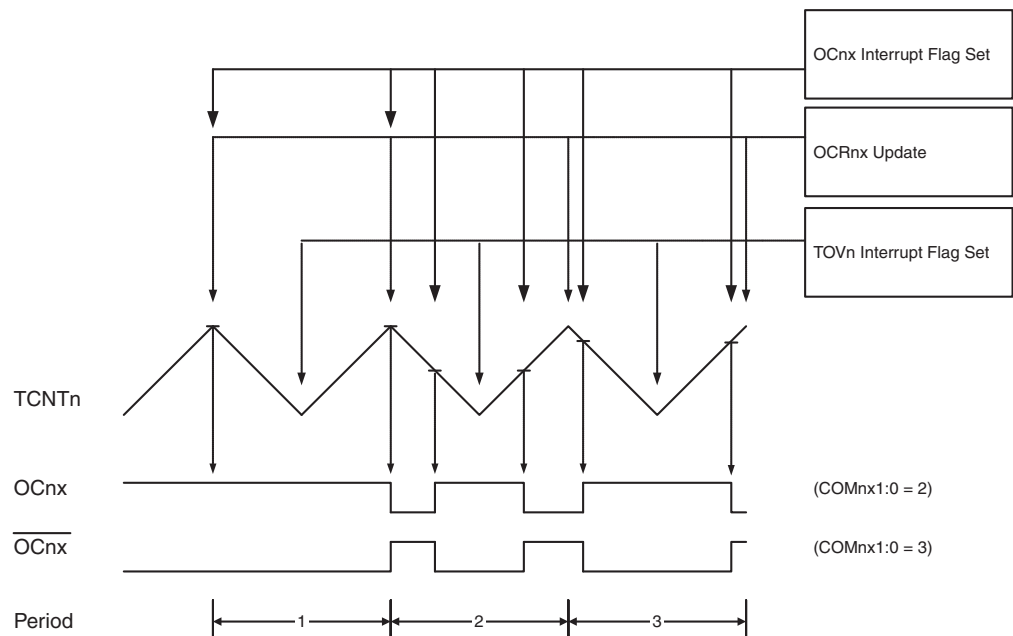 OCnx Interrupt Flag Set
OCRnx Update
TOVn Interrupt Flag Set
TCNTn
OCnx
(COMnx1:0 = 2)
OCnx
(COMnx1:0 = 3)
Period
1
2
3